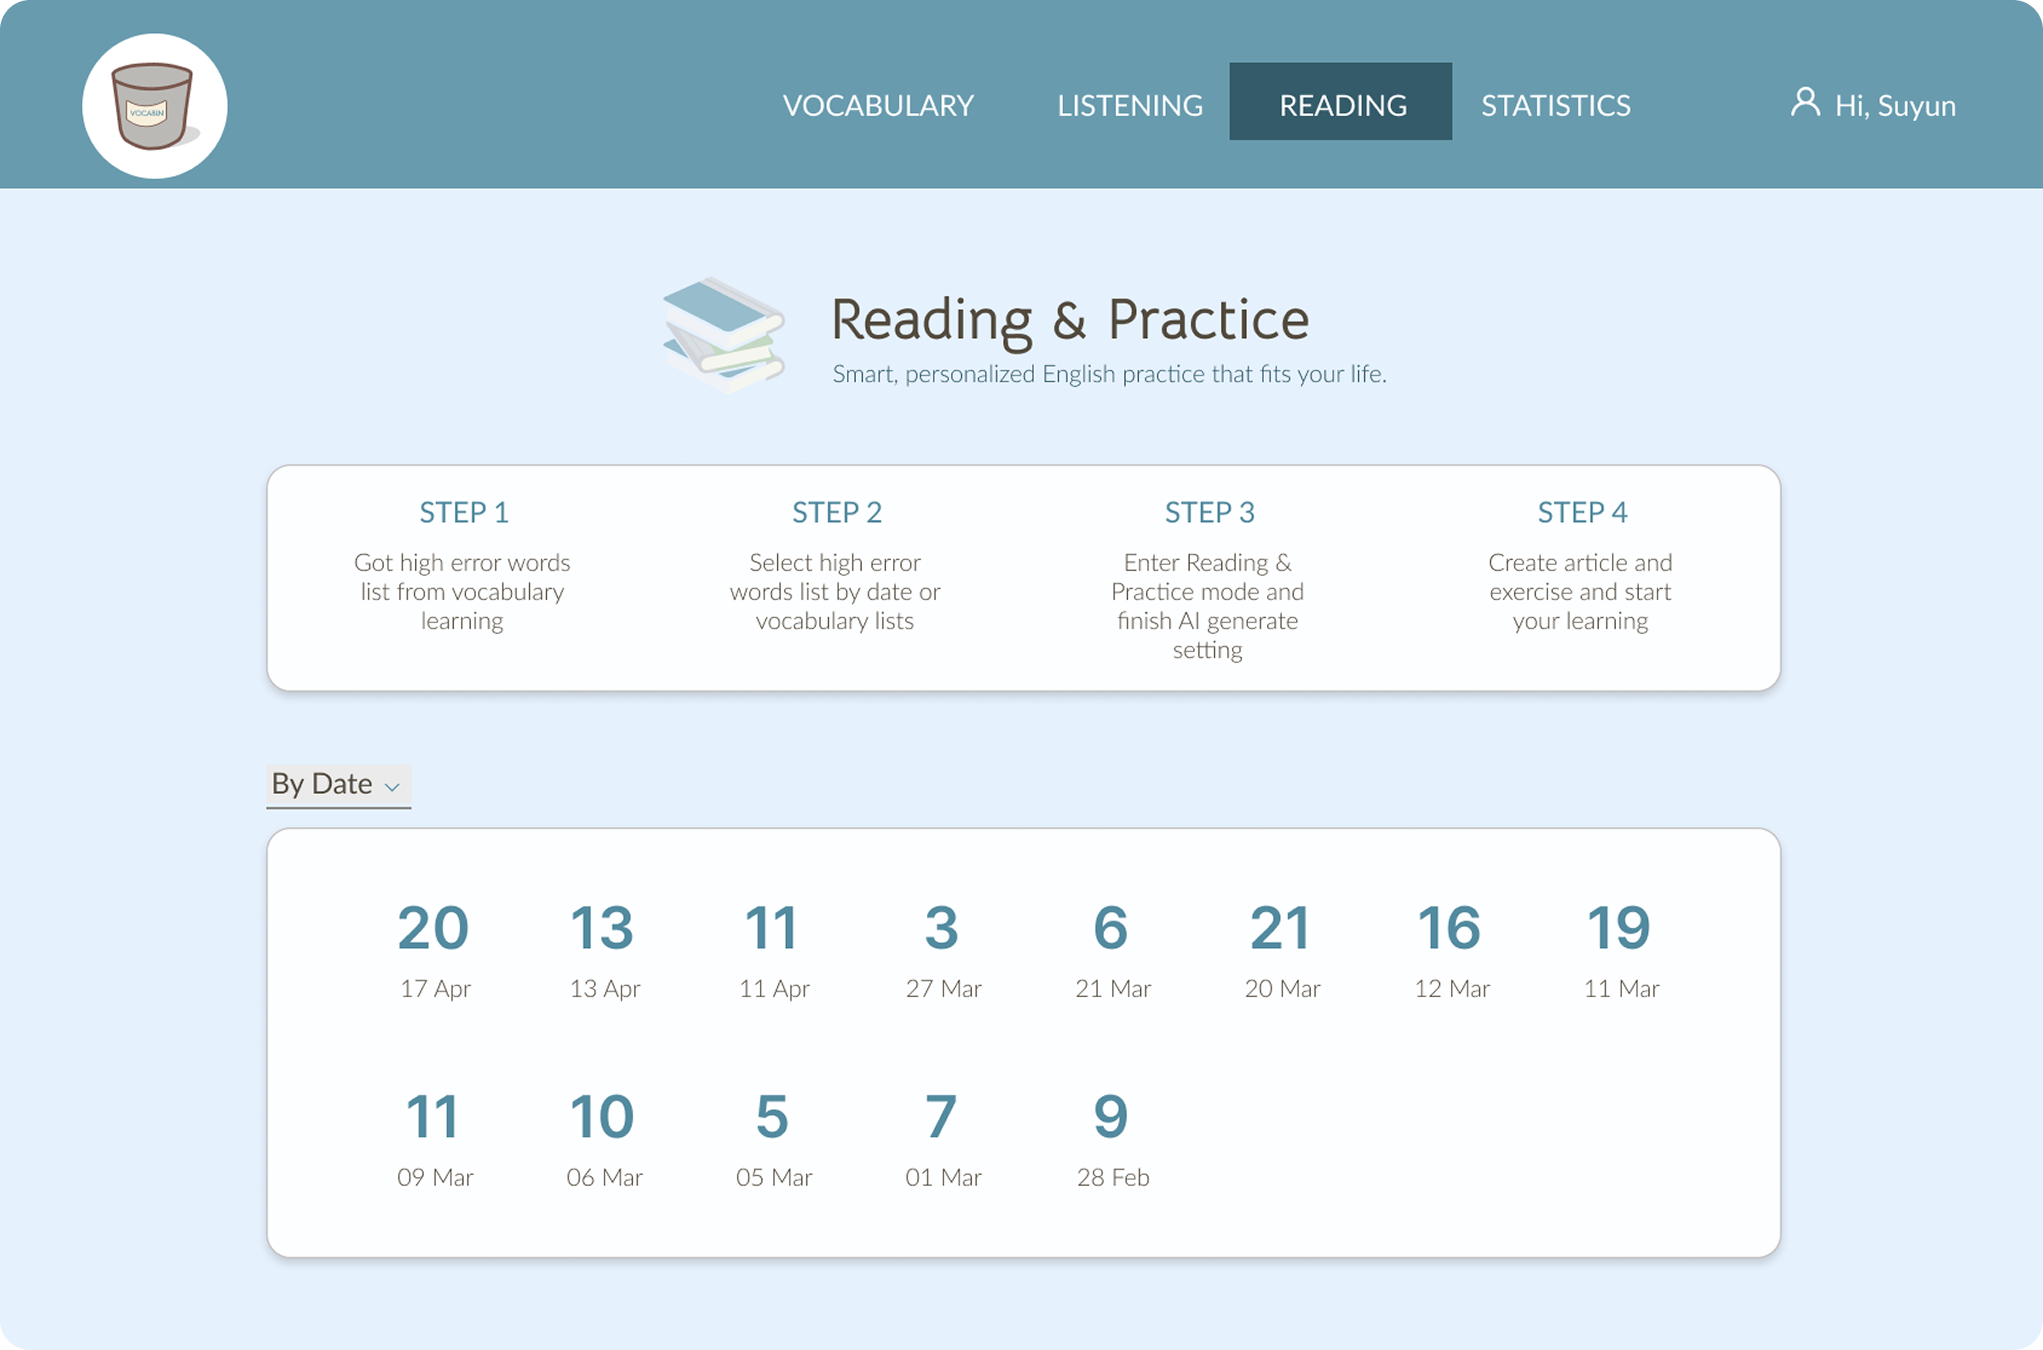 VOCABIN
VOCABULARY LISTENING READING STATISTICS Hi, Suyun
Reading & Practice
Smart, personalized English practice that fits your life.
STEP 1
Got high error words
list from vocabulary
learning
STEP 2
Select high error
words list by date or
vocabulary lists
STEP 3
Enter Reading &
Practice mode and
finish AI generate
setting
STEP 4
Create article and
exercise and start
your learning
By Date
20 13 11 3 6 21 16 19
17 Apr 13 Apr 11 Apr 27 Mar 21 Mar 20 Mar 12 Mar 11 Mar
11 10 5 7 9
09 Mar 06 Mar 05 Mar 01 Mar 28 Feb